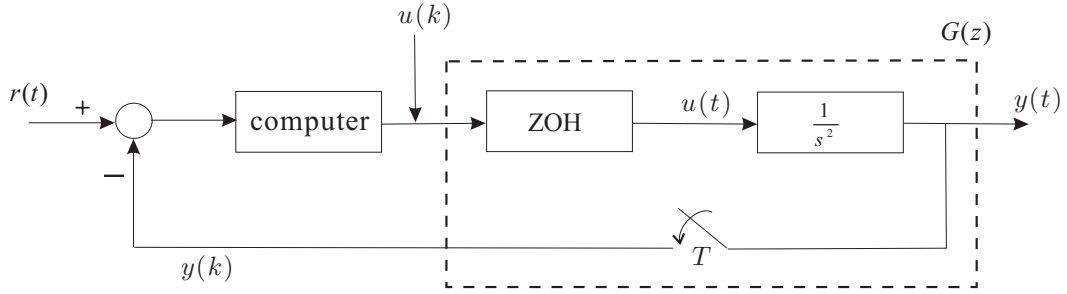 u(k)
G(z)
r(t)
+
computer
ZOH
u(t)
1
s²
y(t)
−
T
y(k)